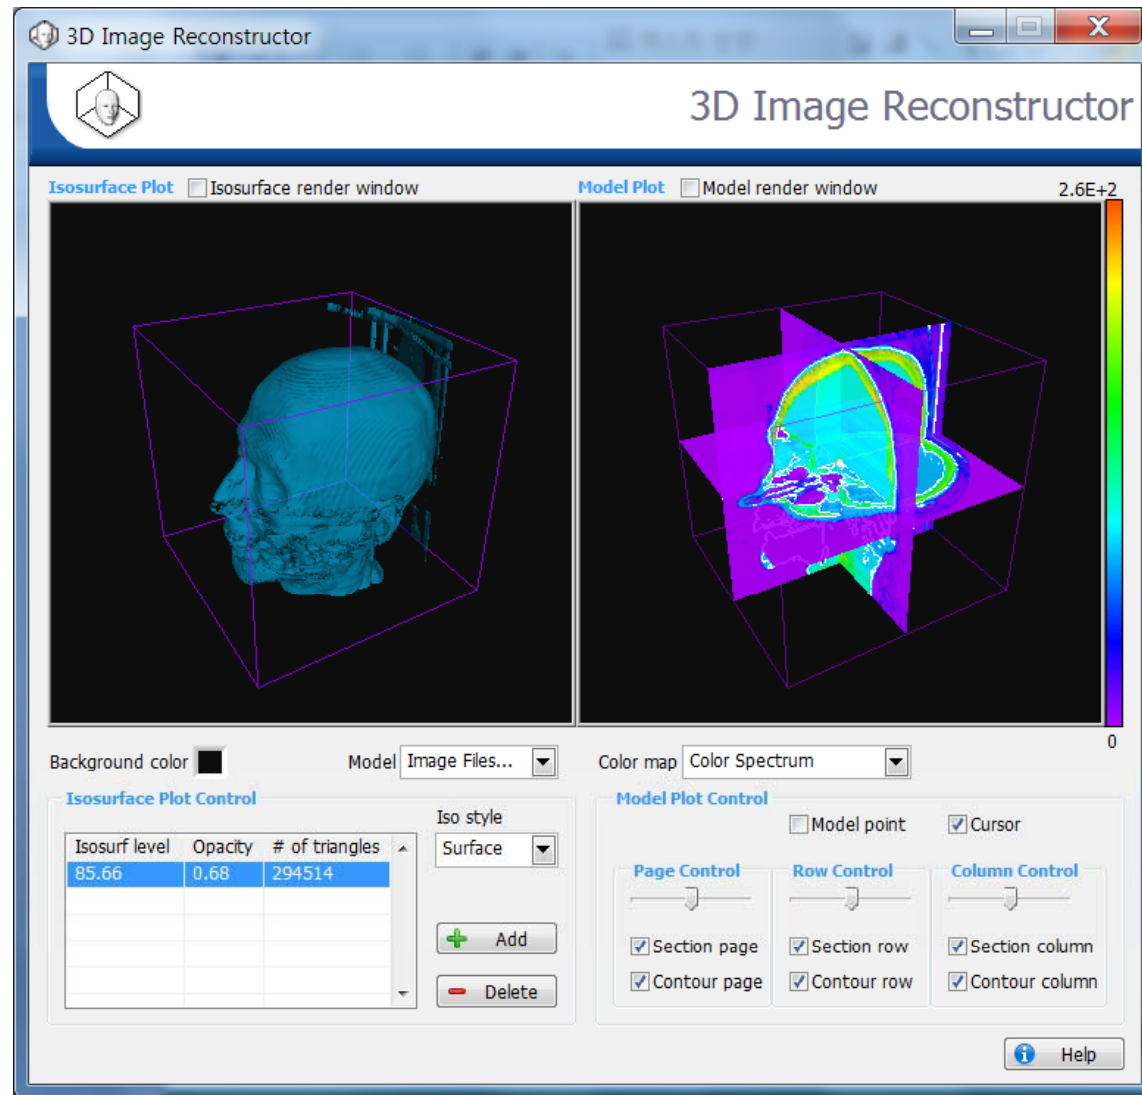 3D Image Reconstructor
3D Image Reconstructor
Isosurface Plot Isosurface render window
Model Plot Model render window
2.6E+2
0
Background color
Model Image Files...
Color map Color Spectrum
Isosurface Plot Control
Isosurf level Opacity # of triangles
85.66 0.68 294514
Iso style
Surface
Add
Delete
Model Plot Control
Model point Cursor
Page Control Row Control Column Control
Section page Section row Section column
Contour page Contour row Contour column
Help